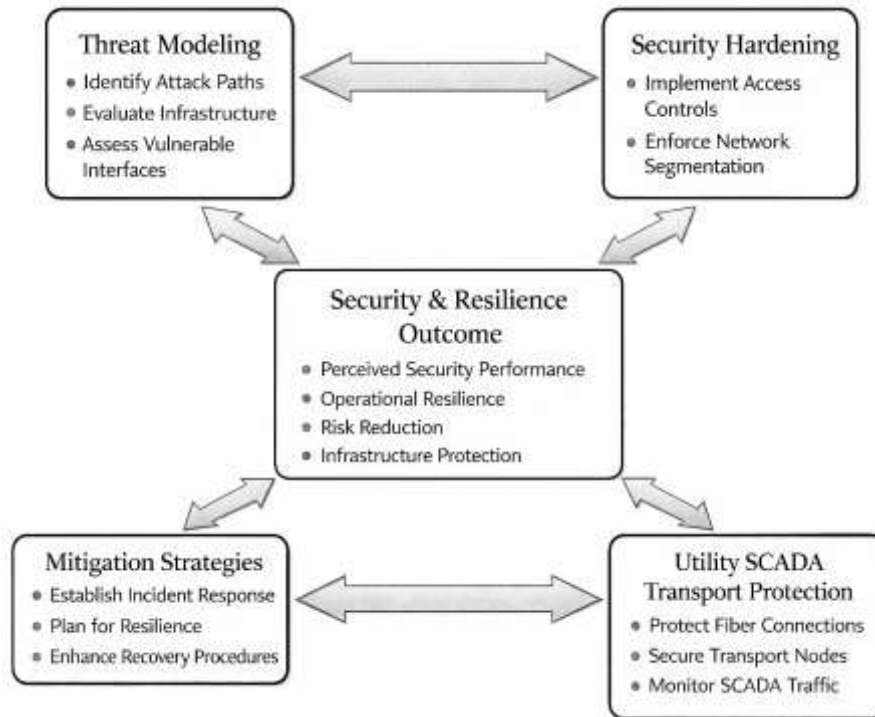 Threat Modeling
• Identify Attack Paths
• Evaluate Infrastructure
• Assess Vulnerable
Interfaces
Security Hardening
• Implement Access
Controls
• Enforce Network
Segmentation
Security & Resilience
Outcome
• Perceived Security Performance
• Operational Resilience
• Risk Reduction
• Infrastructure Protection
Mitigation Strategies
• Establish Incident Response
• Plan for Resilience
• Enhance Recovery Procedures
Utility SCADA
Transport Protection
• Protect Fiber Connections
• Secure Transport Nodes
• Monitor SCADA Traffic